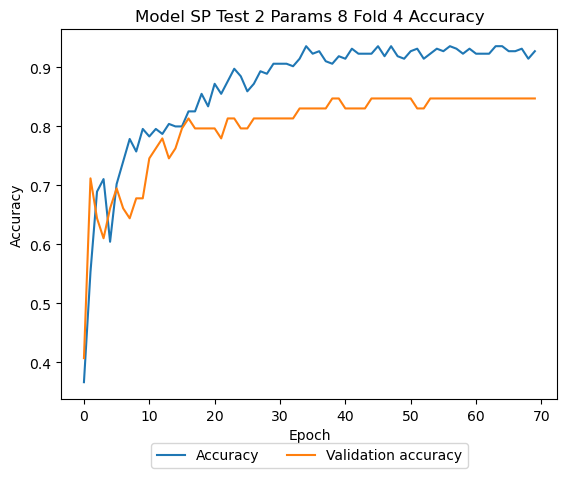 Model SP Test 2 Params 8 Fold 4 Accuracy
Accuracy
0.9
0.8
0.7
0.6
0.5
0.4
0 10 20 30 40 50 60 70
Epoch
Accuracy Validation accuracy